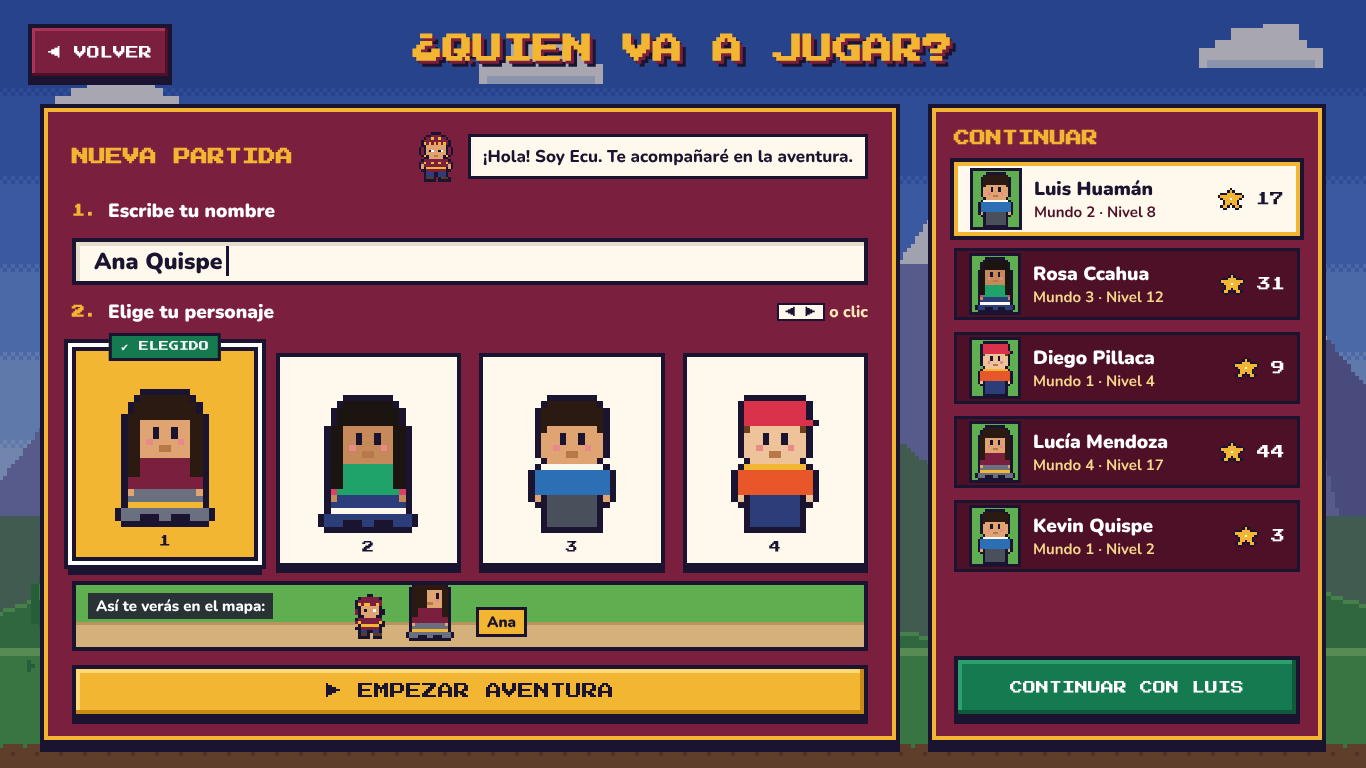 ◀ VOLVER
¿QUIEN VA A JUGAR?
NUEVA PARTIDA
¡Hola! Soy Ecu. Te acompañaré en la aventura.
1. Escribe tu nombre
Ana Quispe
2. Elige tu personaje
◀ ▶ o clic
✓ ELEGIDO
1
2
3
4
Así te verás en el mapa:
Ana
▶ EMPEZAR AVENTURA
CONTINUAR
Luis Huamán
Mundo 2 · Nivel 8
17
Rosa Ccahua
Mundo 3 · Nivel 12
31
Diego Pillaca
Mundo 1 · Nivel 4
9
Lucía Mendoza
Mundo 4 · Nivel 17
44
Kevin Quispe
Mundo 1 · Nivel 2
3
CONTINUAR CON LUIS